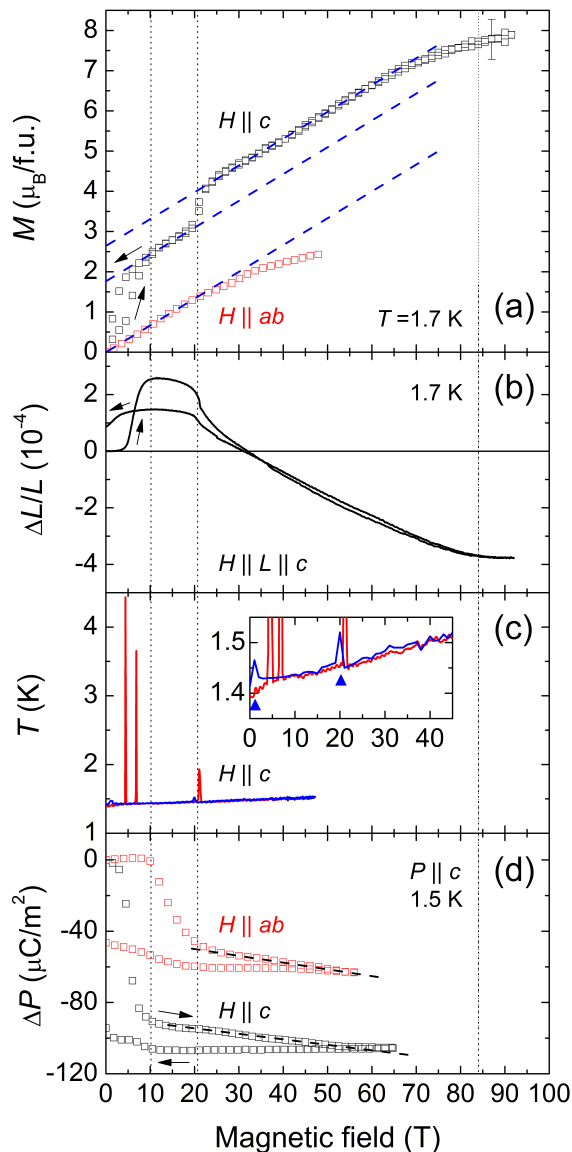 8
7
6
5
4
3
2
1
0
M (μB/f.u.)
H || c
H || ab
T =1.7 K
(a)
2
0
-2
-4
ΔL/L (10⁻⁴)
1.7 K
(b)
H || L || c
4
3
2
1
T (K)
(c)
1.5
1.4
0 10 20 30 40
H || c
0
-40
-80
-120
ΔP (μC/m²)
P || c
1.5 K
(d)
H || ab
H || c
0 10 20 30 40 50 60 70 80 90 100
Magnetic field (T)